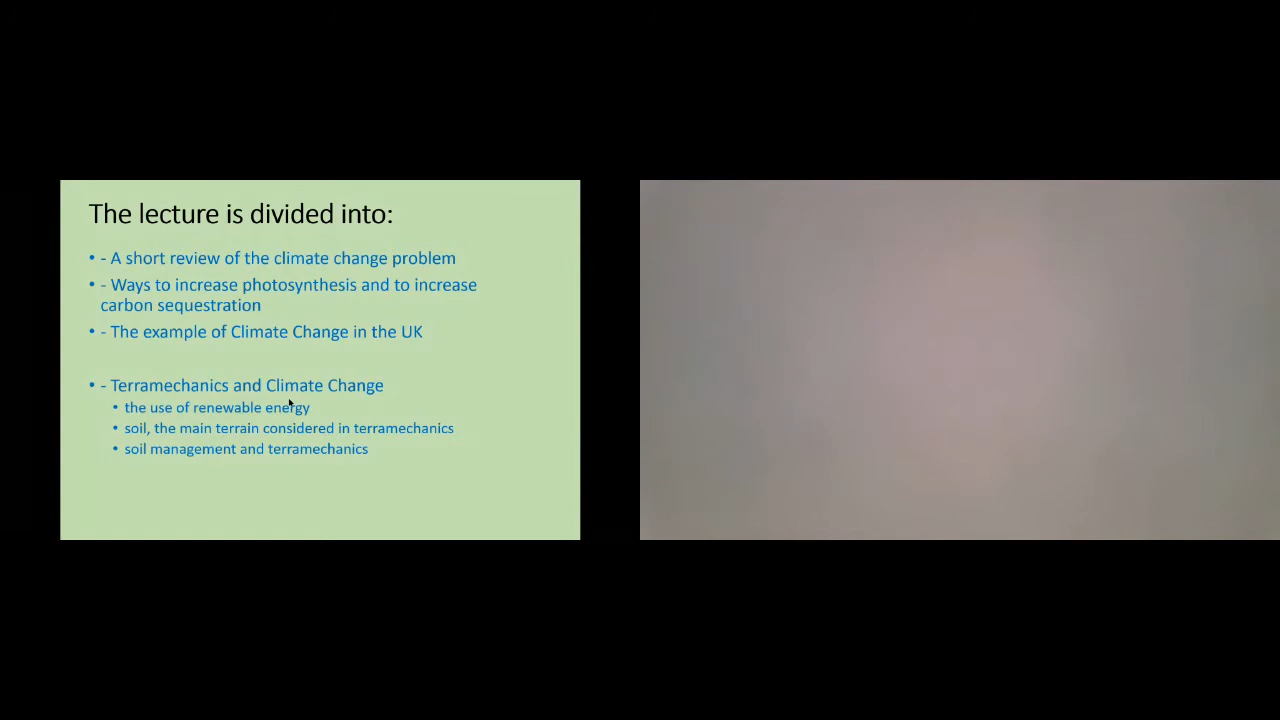 The lecture is divided into:
• - A short review of the climate change problem
• - Ways to increase photosynthesis and to increase
carbon sequestration
• - The example of Climate Change in the UK
• - Terramechanics and Climate Change
• the use of renewable energy
• soil, the main terrain considered in terramechanics
• soil management and terramechanics